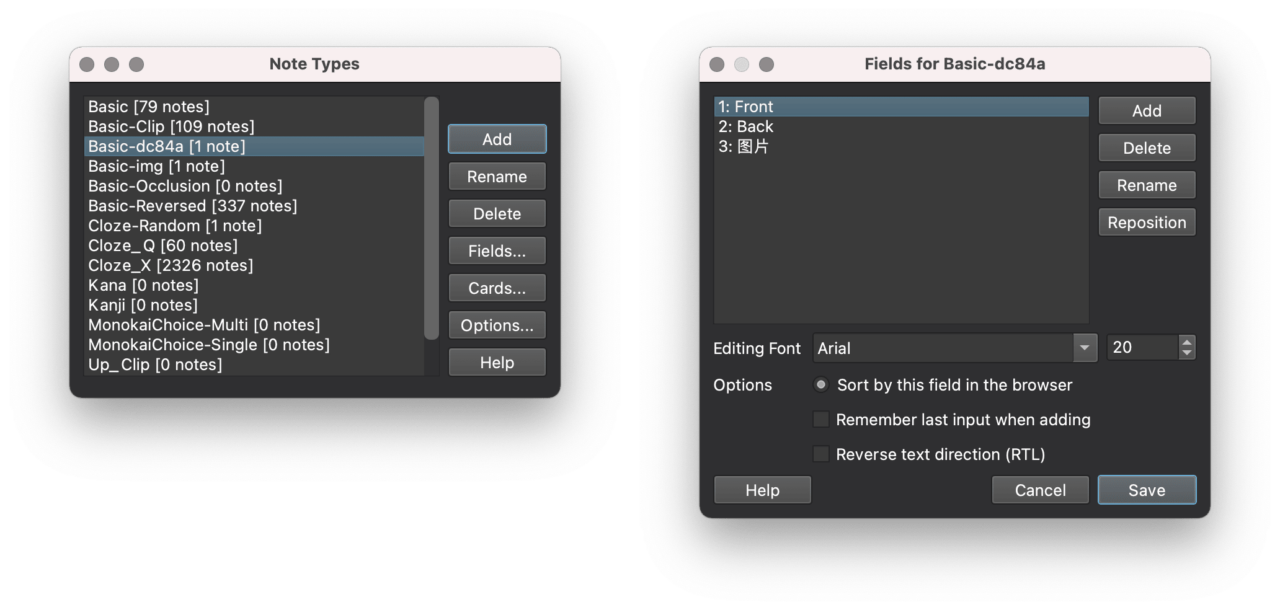 Note Types
Basic [79 notes]
Basic-Clip [109 notes]
Basic-dc84a [1 note]
Basic-img [1 note]
Basic-Occlusion [0 notes]
Basic-Reversed [337 notes]
Cloze-Random [1 note]
Cloze_Q [60 notes]
Cloze_X [2326 notes]
Kana [0 notes]
Kanji [0 notes]
MonokaiChoice-Multi [0 notes]
MonokaiChoice-Single [0 notes]
Up_Clip [0 notes]
Add
Rename
Delete
Fields...
Cards...
Options...
Help
Fields for Basic-dc84a
1: Front
2: Back
3: 图片
Add
Delete
Rename
Reposition
Editing Font Arial 20
Options Sort by this field in the browser
Remember last input when adding
Reverse text direction (RTL)
Help Cancel Save